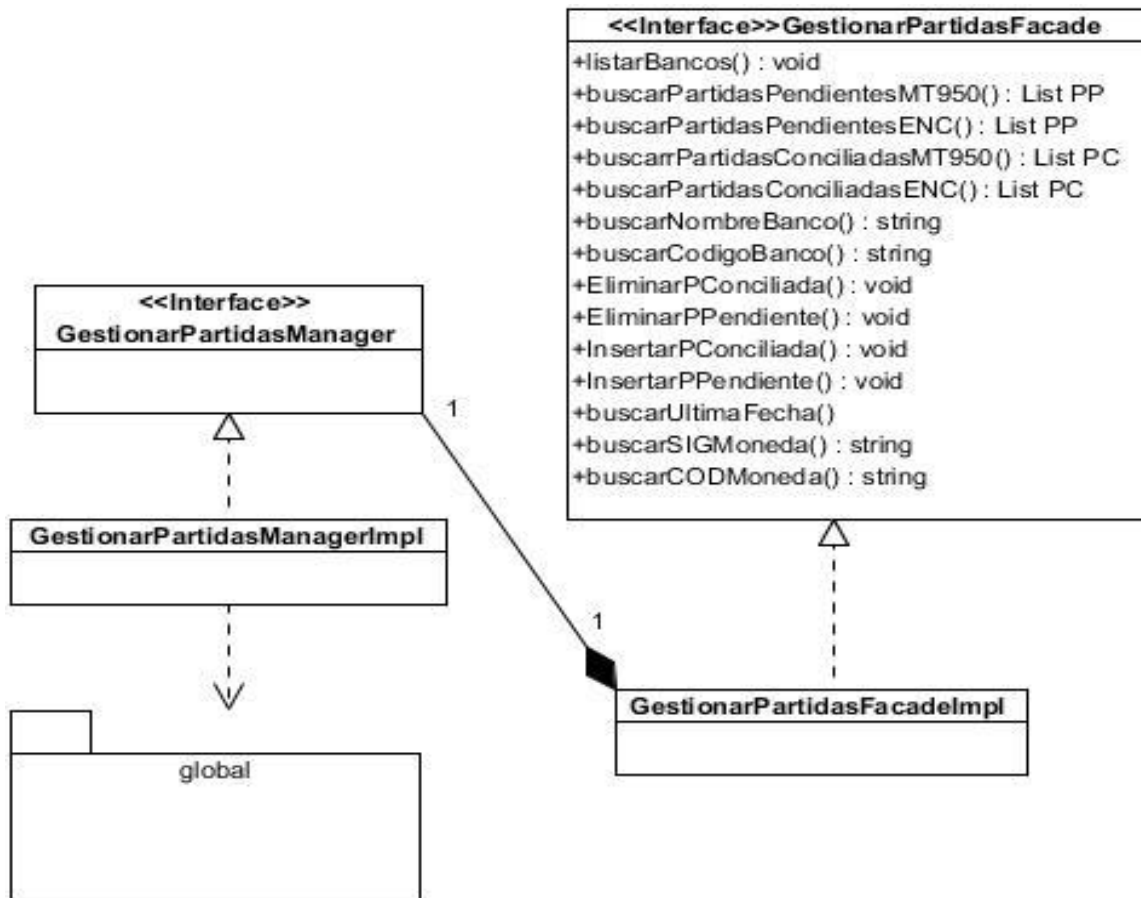 <<Interface>>GestionarPartidasFacade
+listarBancos() : void
+buscarPartidasPendientesMT950() : List PP
+buscarPartidasPendientesENC() : List PP
+buscarrPartidasConciliadasMT950() : List PC
+buscarPartidasConciliadasENC() : List PC
+buscarNombreBanco() : string
+buscarCodigoBanco() : string
+EliminarPConciliada() : void
+EliminarPPendiente() : void
+InsertarPConciliada() : void
+InsertarPPendiente() : void
+buscarUltimaFecha()
+buscarSIGMoneda() : string
+buscarCODMoneda() : string
<<Interface>>
GestionarPartidasManager
1
GestionarPartidasManagerImpl
1
GestionarPartidasFacadeImpl
global